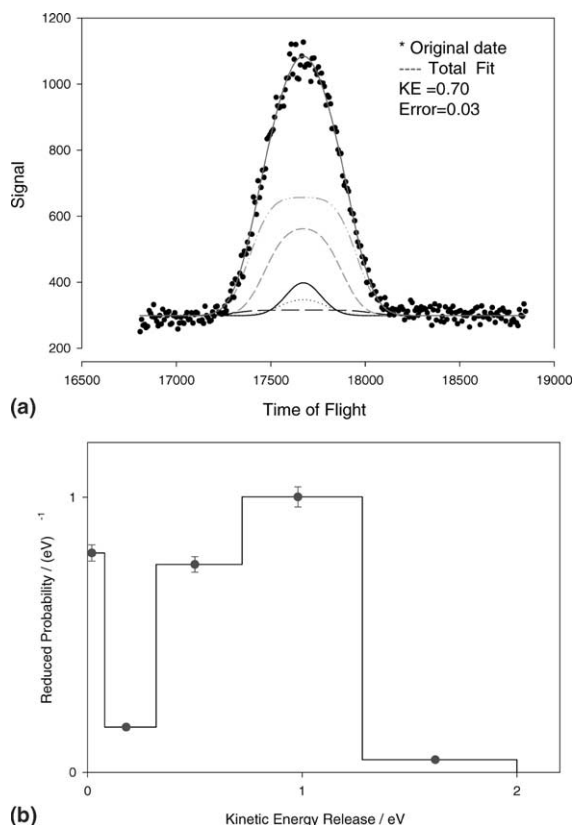 1200
* Original date
---- Total Fit
KE =0.70
Error=0.03
1000
800
Signal
600
400
200
16500 17000 17500 18000 18500 19000
(a) Time of Flight
1
Reduced Probability / (eV)⁻¹
0
0 1 2
(b) Kinetic Energy Release / eV